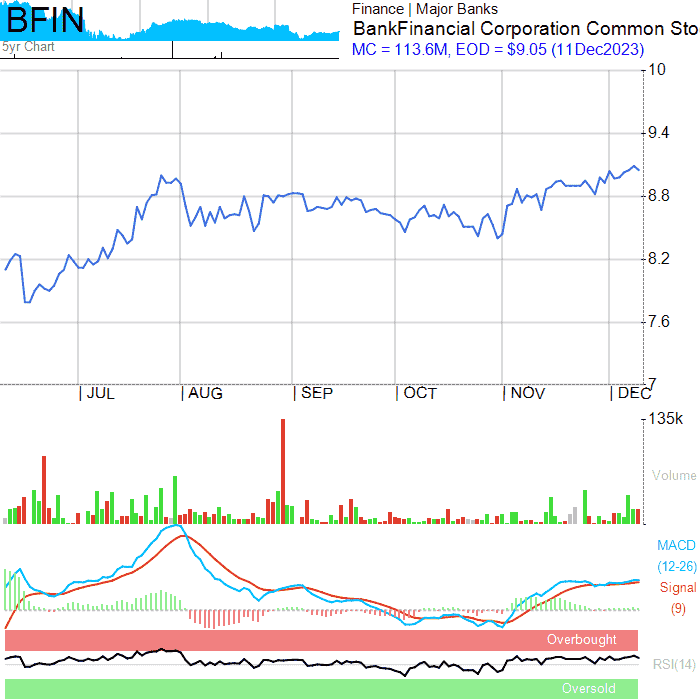 BFIN
5yr Chart
Finance | Major Banks
BankFinancial Corporation Common Sto
MC = 113.6M, EOD = $9.05 (11Dec2023)
10
9.4
8.8
8.2
7.6
7
JUL
AUG
SEP
OCT
NOV
DEC
135k
Volume
MACD
(12-26)
Signal
(9)
Overbought
RSI(14)
Oversold